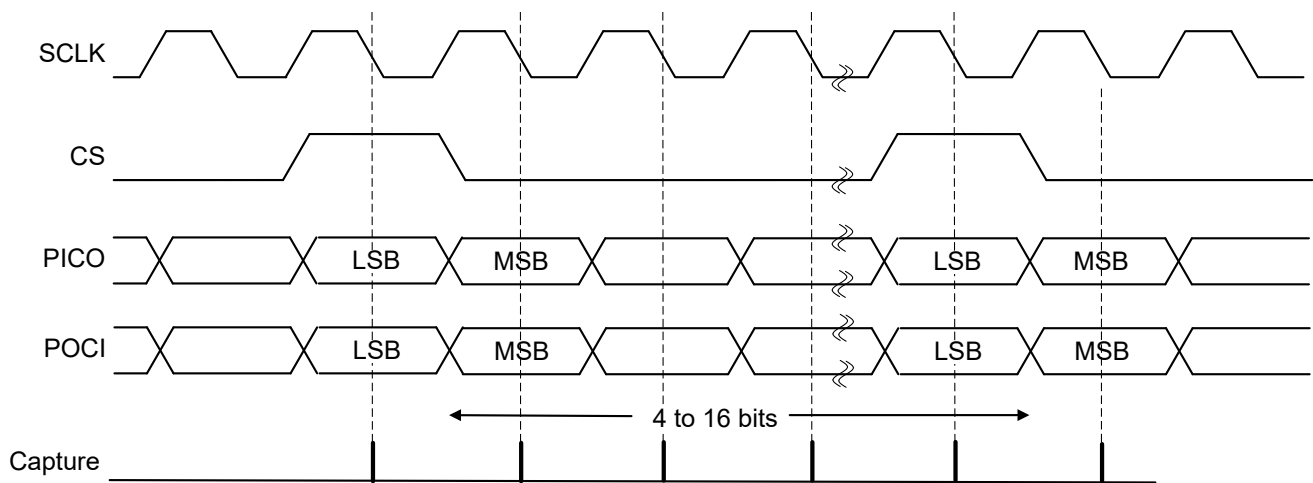 SCLK
CS
PICO LSB MSB LSB MSB
POCI LSB MSB LSB MSB
4 to 16 bits
Capture